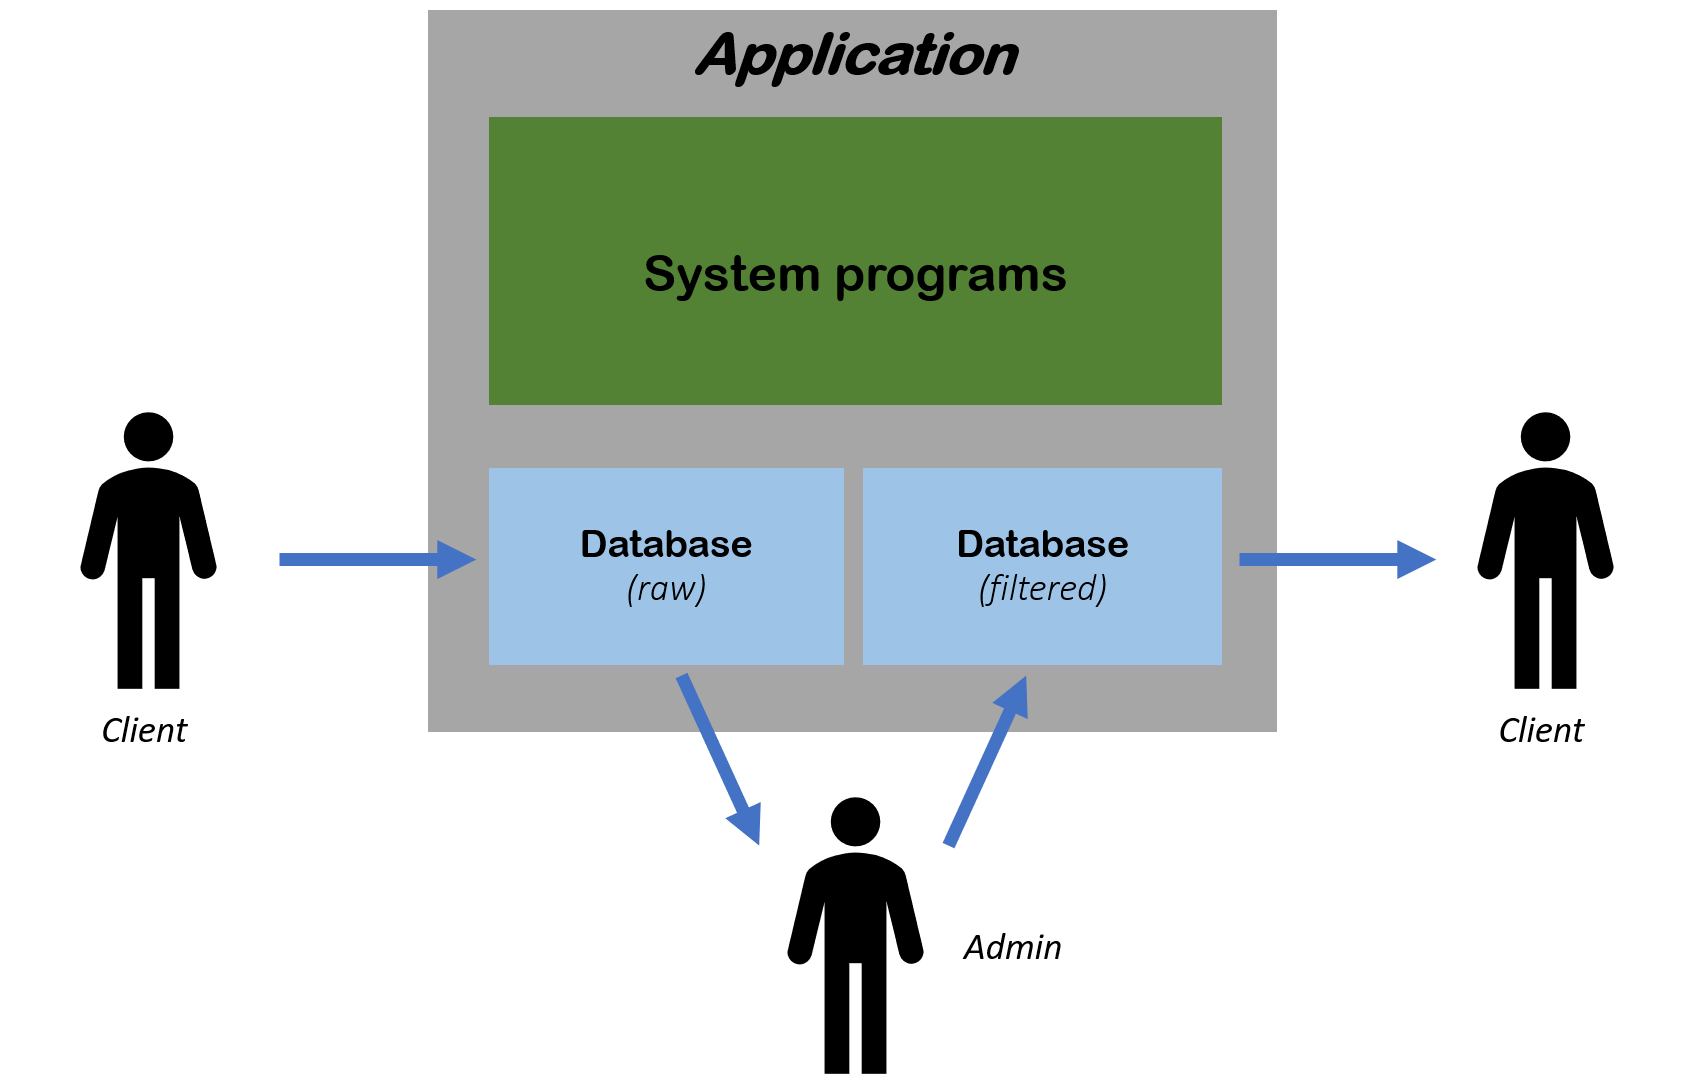 Application
System programs
Database
(raw)
Database
(filtered)
Client
Client
Admin